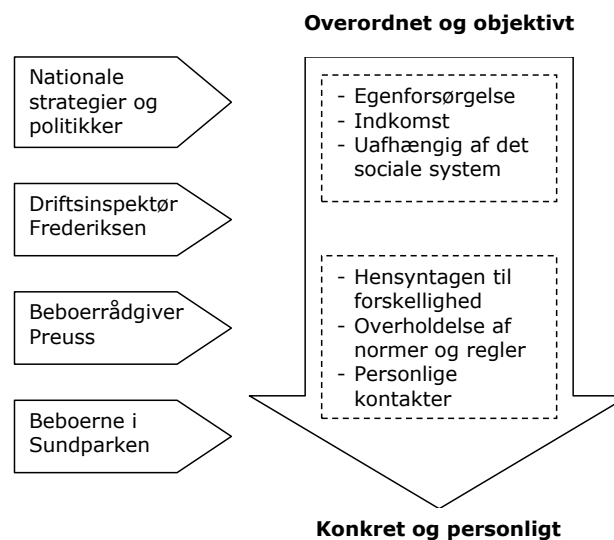 Overordnet og objektivt
Nationale
strategier og
politikker
- Egenforsørgelse
- Indkomst
- Uafhængig af det
sociale system
Driftsinspektør
Frederiksen
Beboerrådgiver
Preuss
- Hensyntagen til
forskellighed
- Overholdelse af
normer og regler
- Personlige
kontakter
Beboerne i
Sundparken
Konkret og personligt